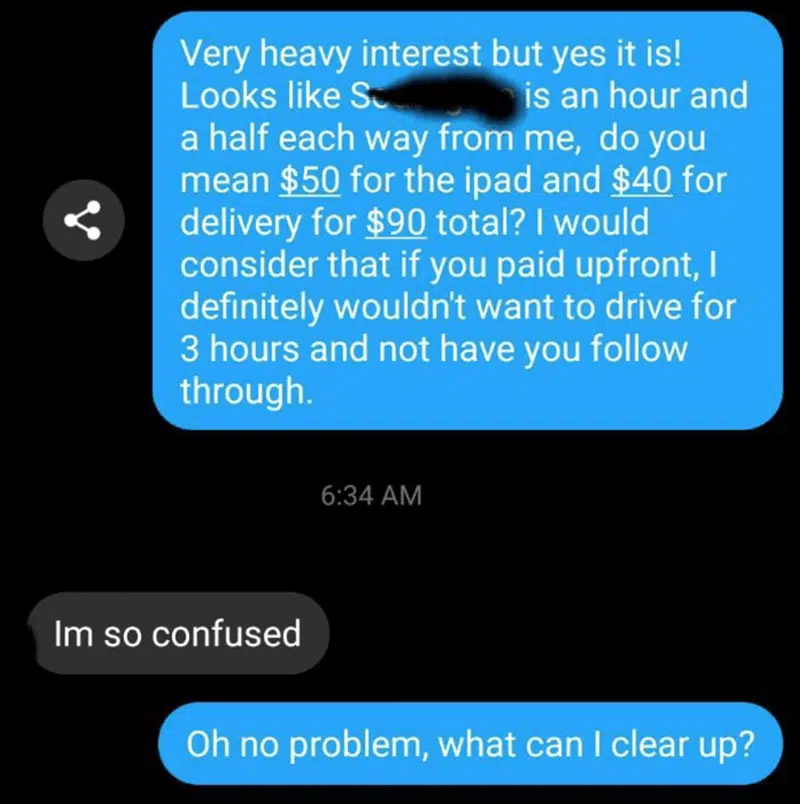 Very heavy interest but yes it is!
Looks like is an hour and
a half each way from me, do you
mean $50 for the ipad and $40 for
delivery for $90 total? I would
consider that if you paid upfront, I
definitely wouldn't want to drive for
3 hours and not have you follow
through.
6:34 AM
Im so confused
Oh no problem, what can I clear up?